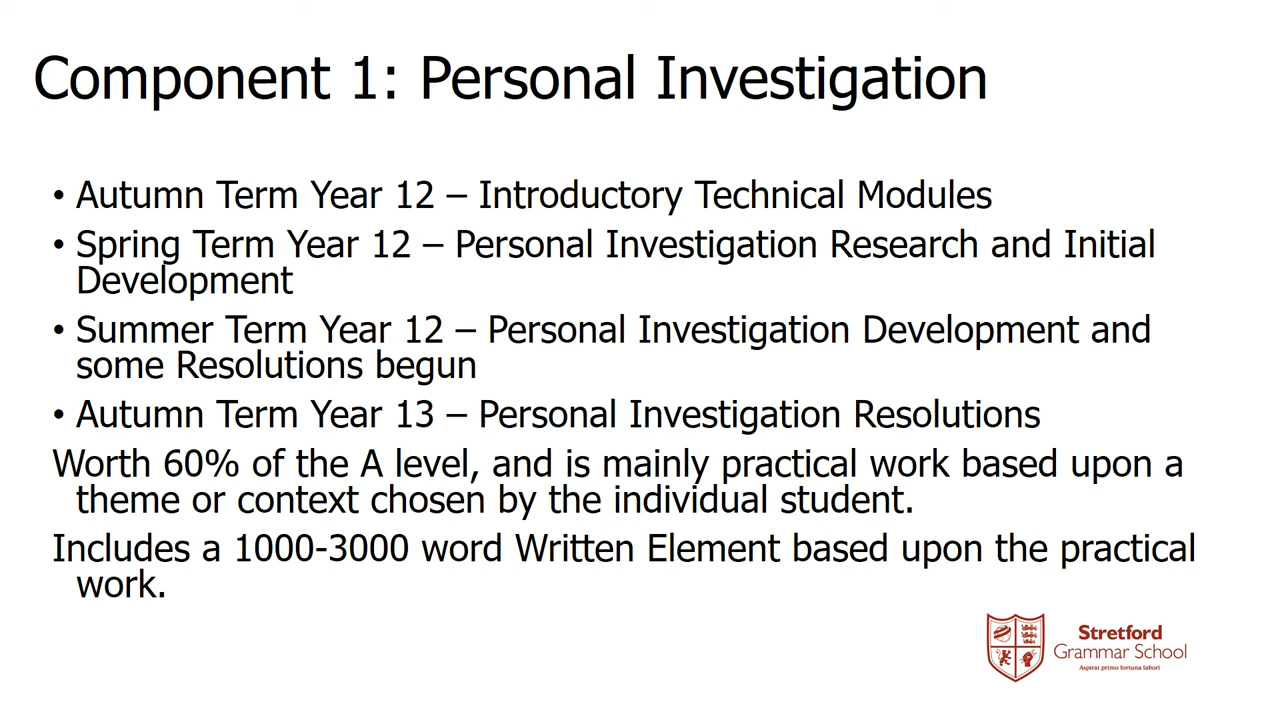 Component 1: Personal Investigation
• Autumn Term Year 12 – Introductory Technical Modules
• Spring Term Year 12 – Personal Investigation Research and Initial
Development
• Summer Term Year 12 – Personal Investigation Development and
some Resolutions begun
• Autumn Term Year 13 – Personal Investigation Resolutions
Worth 60% of the A level, and is mainly practical work based upon a
theme or context chosen by the individual student.
Includes a 1000-3000 word Written Element based upon the practical
work.
Stretford
Grammar School
Aspirat primo fortuna labori